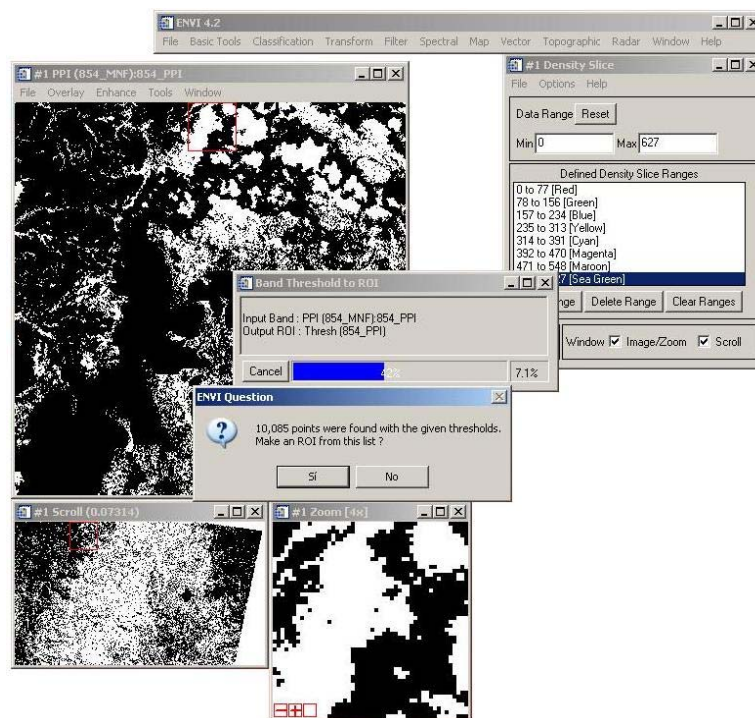 ENVI 4.2
File Basic Tools Classification Transform Filter Spectral Map Vector Topographic Radar Window Help
#1 PPI (854_MNF):854_PPI
File Overlay Enhance Tools Window
#1 Density Slice
File Options Help
Data Range Reset
Min 0 Max 627
Defined Density Slice Ranges
0 to 77 [Red]
78 to 156 [Green]
157 to 234 [Blue]
235 to 313 [Yellow]
314 to 391 [Cyan]
392 to 470 [Magenta]
471 to 548 [Maroon]
[Sea Green]
Delete Range Clear Ranges
Window Image/Zoom Scroll
Band Threshold to ROI
Input Band : PPI (854_MNF):854_PPI
Output ROI : Thresh (854_PPI)
Cancel 42% 7.1%
ENVI Question
10,085 points were found with the given thresholds.
Make an ROI from this list ?
Sí No
#1 Scroll (0.07314)
#1 Zoom [4x]